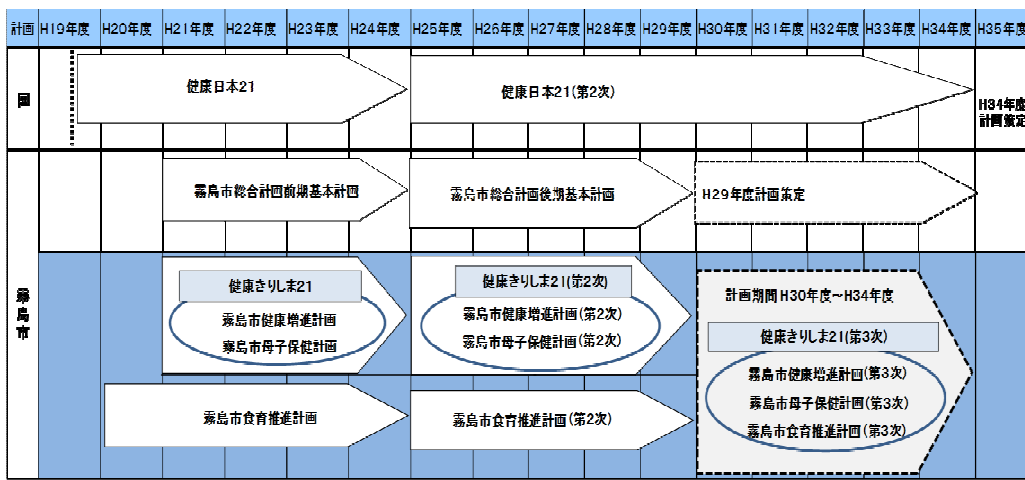 計画 H19年度 H20年度 H21年度 H22年度 H23年度 H24年度 H25年度 H26年度 H27年度 H28年度 H29年度 H30年度 H31年度 H32年度 H33年度 H34年度 H35年度
国
健康日本21
健康日本21(第2次)
H34年度
計画策定
霧島市
霧島市総合計画前期基本計画
霧島市総合計画後期基本計画
H29年度計画策定
健康きりしま21
霧島市健康増進計画
霧島市母子保健計画
健康きりしま21(第2次)
霧島市健康増進計画(第2次)
霧島市母子保健計画(第2次)
計画期間H30年度~H34年度
健康きりしま21(第3次)
霧島市健康増進計画(第3次)
霧島市母子保健計画(第3次)
霧島市食育推進計画(第3次)
霧島市食育推進計画
霧島市食育推進計画(第2次)